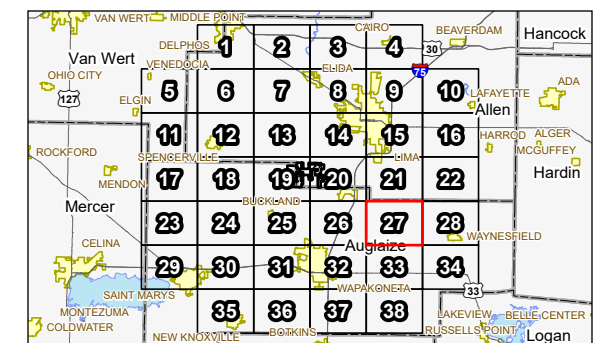 VAN WERT
MIDDLE POINT
CAIRO
BEAVERDAM
Hancock
DELPHOS
1
2
3
4
30
Van Wert
VENEDOCIA
ELIDA
75
OHIO CITY
ADA
127
ELGIN
5
6
7
8
9
10
LAFAYETTE
Allen
11
12
13
14
15
16
HARROD
ALGER
MCGUFFEY
ROCKFORD
SPENCERVILLE
LIMA
Hardin
MENDON
17
18
19
20
21
22
Mercer
BUCKLAND
23
24
25
26
27
28
WAYNESFIELD
CELINA
Auglaize
29
30
31
32
33
34
SAINT MARYS
WAPAKONETA
33
MONTEZUMA
35
36
37
38
LAKEVIEW
BELLE CENTER
COLDWATER
NEW KNOXVILLE
BOTKINS
RUSSELLS POINT
Logan